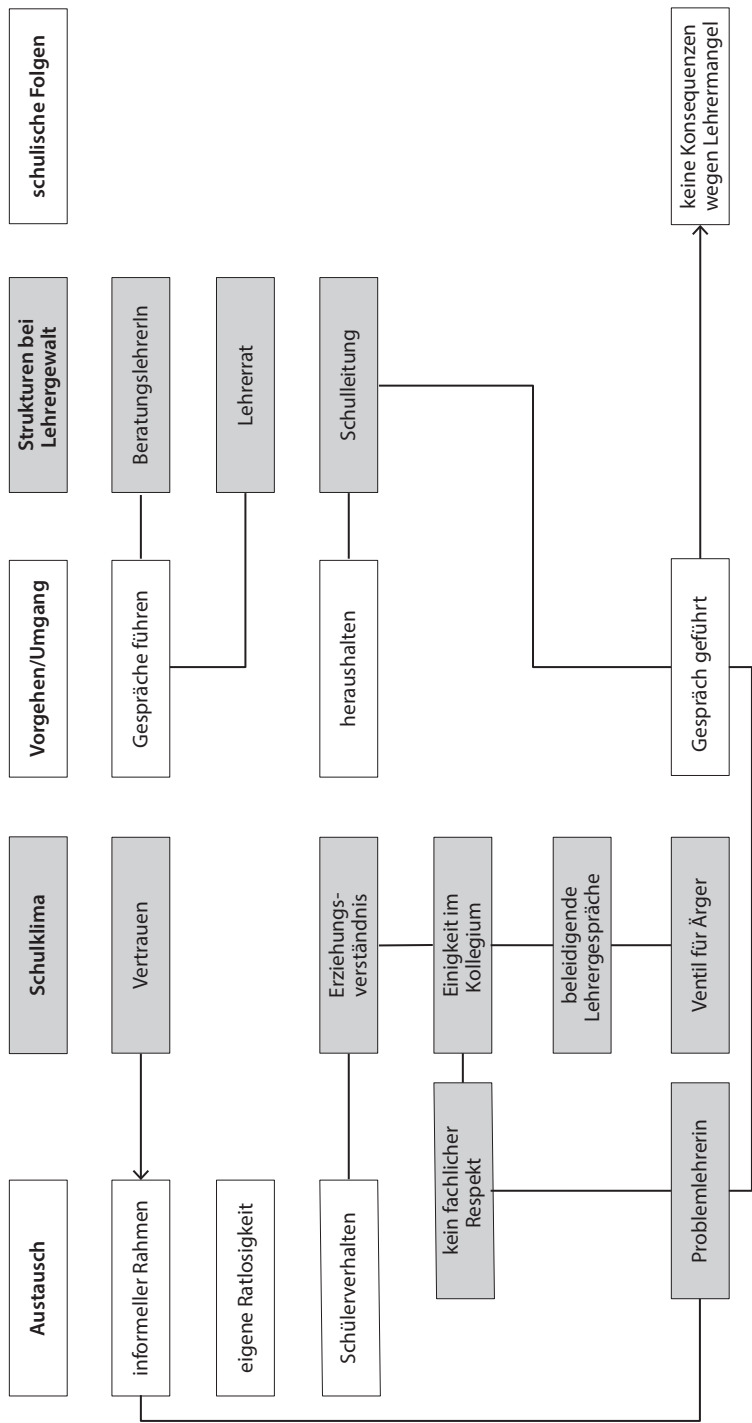 Austausch
Schulklima
Vorgehen/Umgang
Strukturen bei
Lehrergewalt
schulische Folgen
informeller Rahmen
Vertrauen
Gespräche führen
BeratungslehrerIn
eigene Ratlosigkeit
Lehrerrat
Schülerverhalten
Erziehungs-
verständnis
heraushalten
Schulleitung
kein fachlicher
Respekt
Einigkeit im
Kollegium
beleidigende
Lehrergespräche
Problemlehrerin
Ventil für Ärger
Gespräch geführt
keine Konsequenzen
wegen Lehrermangel